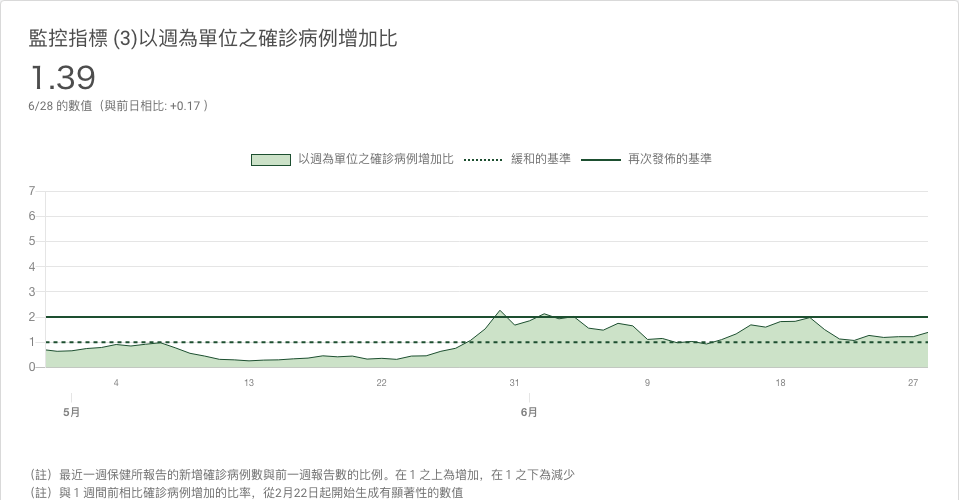 監控指標 (3)以週為單位之確診病例增加比
1.39
6/28 的數值（與前日相比: +0.17 ）
以週為單位之確診病例增加比 緩和的基準 再次發佈的基準
7
6
5
4
3
2
1
0
4 13 22 31 9 18 27
5月 6月
（註）最近一週保健所報告的新增確診病例數與前一週報告數的比例。在１之上為增加，在１之下為減少
（註）與１週間前相比確診病例增加的比率，從2月22日起開始生成有顯著性的數值